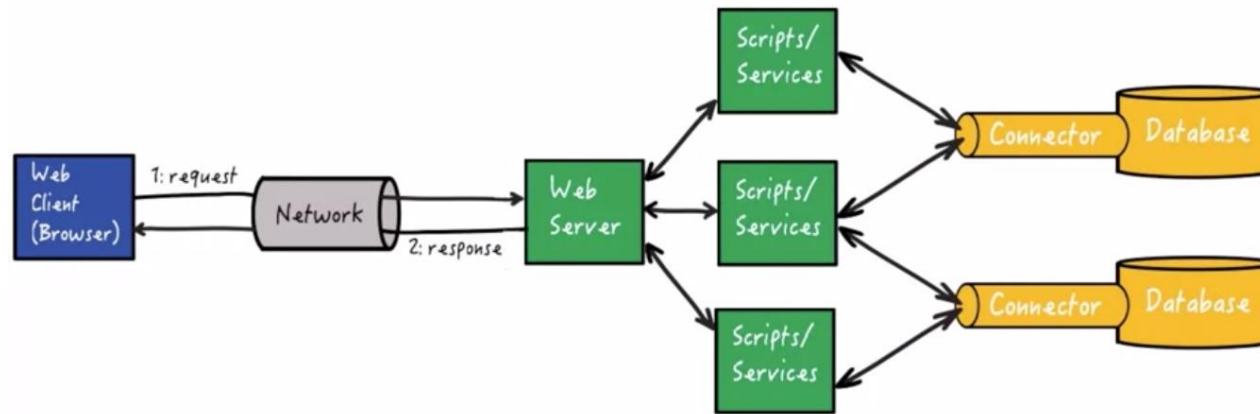 Web
Client
(Browser)
1: request
Network
2: response
Web
Server
Scripts/
Services
Scripts/
Services
Scripts/
Services
Connector
Database
Connector
Database